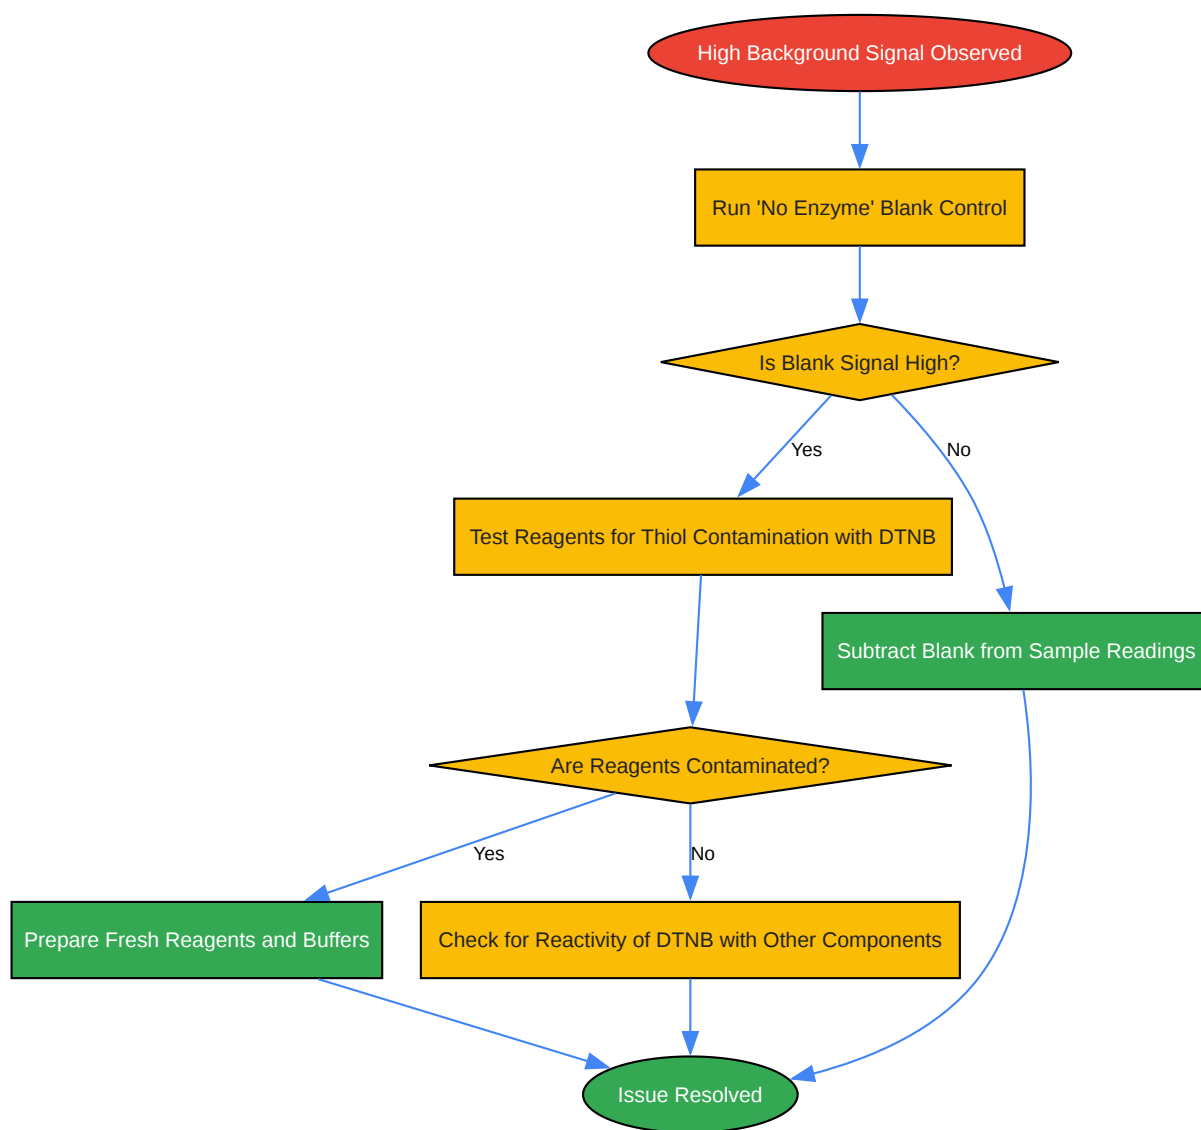 High Background Signal Observed
Run 'No Enzyme' Blank Control
Is Blank Signal High?
Yes
No
Test Reagents for Thiol Contamination with DTNB
Subtract Blank from Sample Readings
Are Reagents Contaminated?
Yes
No
Prepare Fresh Reagents and Buffers
Check for Reactivity of DTNB with Other Components
Issue Resolved